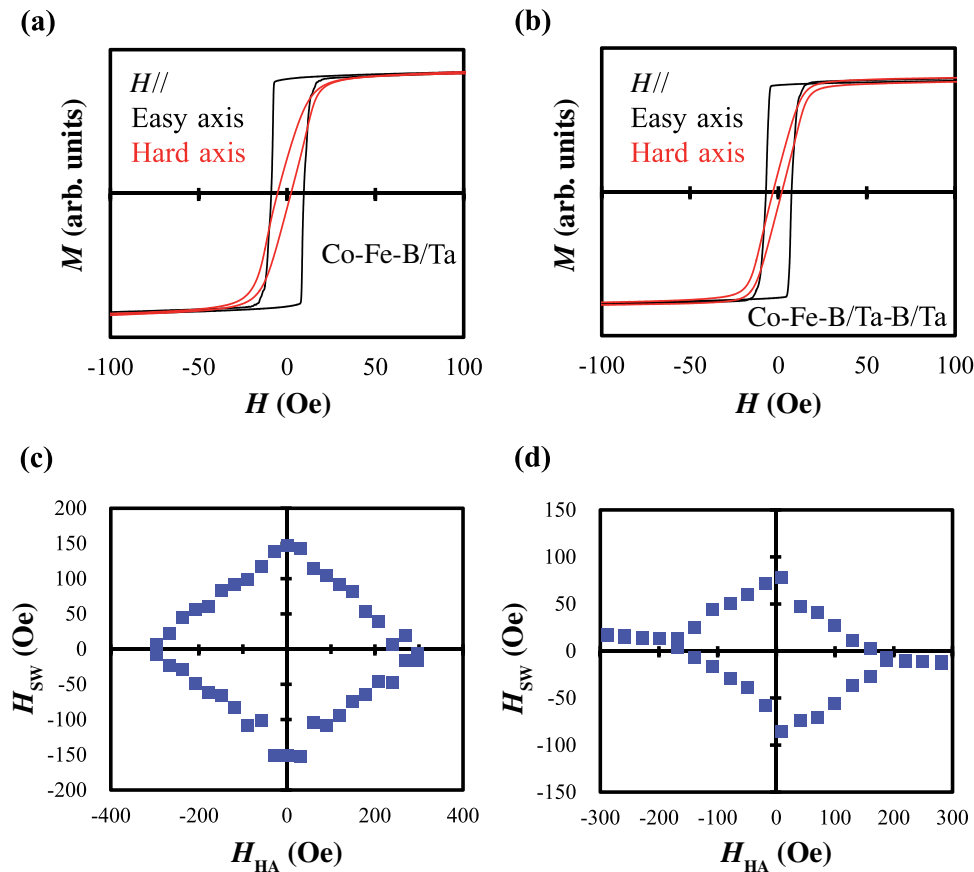 (a)
H//
Easy axis
Hard axis
Co-Fe-B/Ta
M (arb. units)
-100
-50
0
50
100
H (Oe)
(b)
H//
Easy axis
Hard axis
Co-Fe-B/Ta-B/Ta
M (arb. units)
-100
-50
0
50
100
H (Oe)
(c)
200
150
100
50
0
-50
-100
-150
-200
HSW (Oe)
-400
-200
0
200
400
HHA (Oe)
(d)
150
100
50
0
-50
-100
-150
HSW (Oe)
-300
-200
-100
0
100
200
300
HHA (Oe)